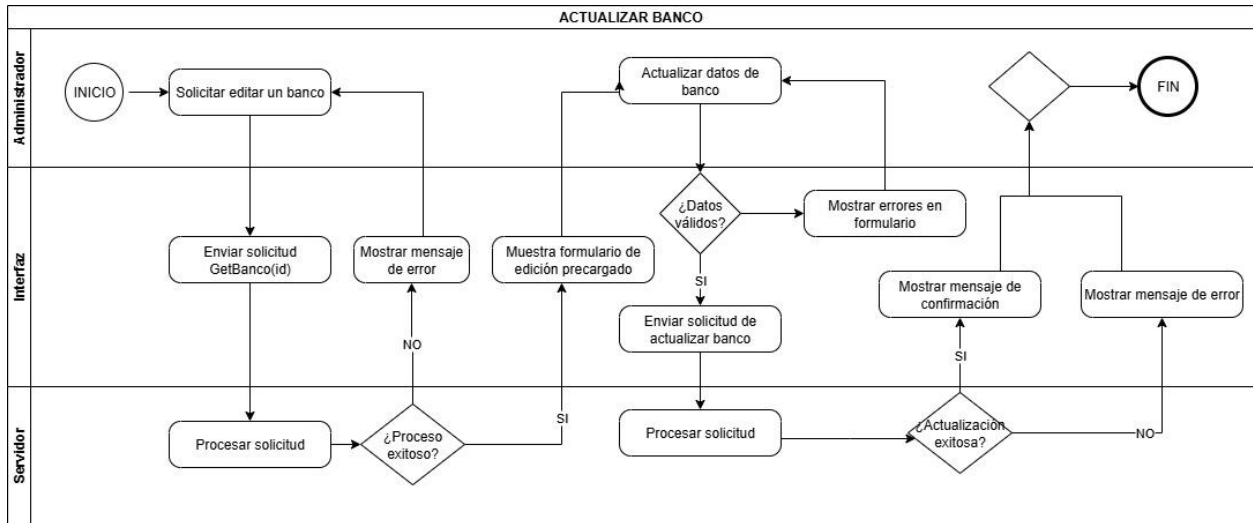 ACTUALIZAR BANCO
Administrador
INICIO
Solicitar editar un banco
Actualizar datos de
banco
FIN
Interfaz
Enviar solicitud
GetBanco(id)
Mostrar mensaje
de error
NO
Muestra formulario de
edición precargado
¿Datos
válidos?
Mostrar errores en
formulario
SI
Enviar solicitud de
actualizar banco
Mostrar mensaje de
confirmación
SI
Mostrar mensaje de error
Servidor
Procesar solicitud
¿Proceso
exitoso?
SI
Procesar solicitud
¿Actualización
exitosa?
NO